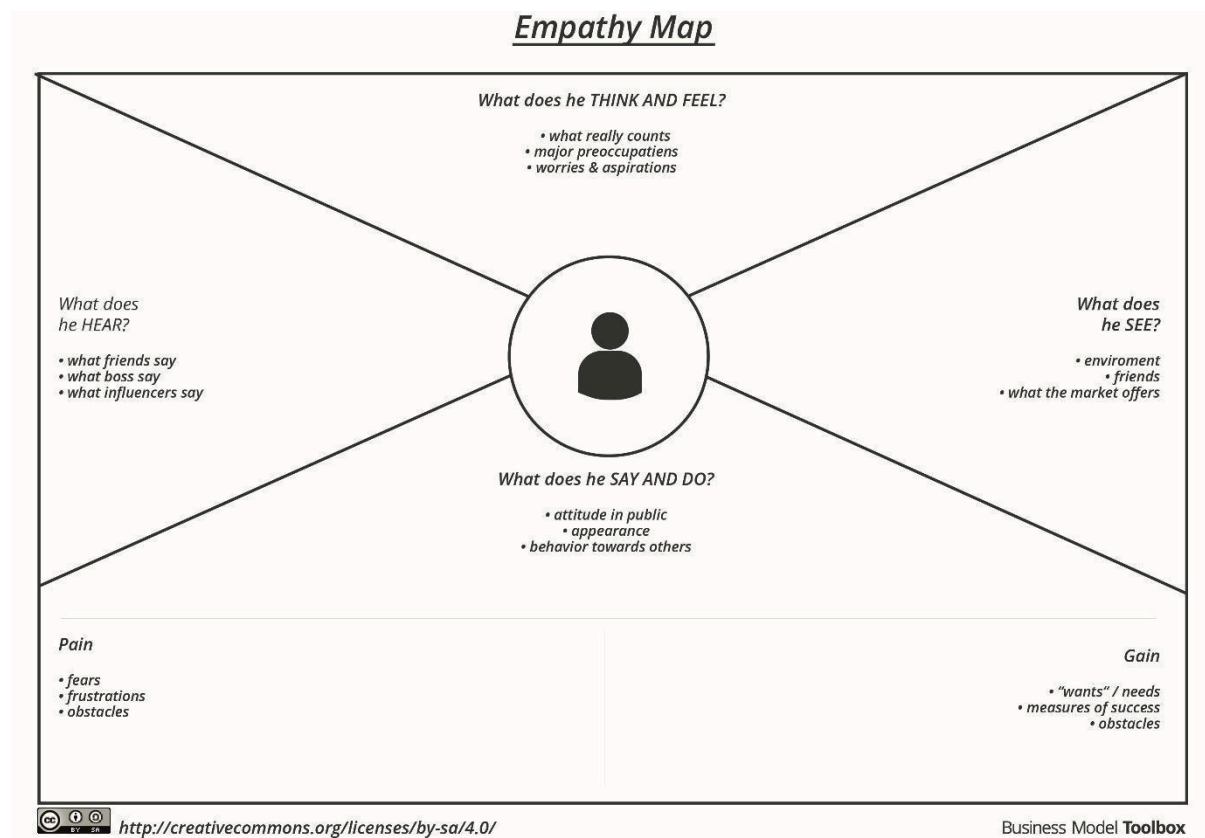 Empathy Map
What does he THINK AND FEEL?
• what really counts
• major preoccupatiens
• worries & aspirations
What does
he HEAR?
• what friends say
• what boss say
• what influencers say
What does
he SEE?
• enviroment
• friends
• what the market offers
What does he SAY AND DO?
• attitude in public
• appearance
• behavior towards others
Pain
• fears
• frustrations
• obstacles
Gain
• “wants“ / needs
• measures of success
• obstacles
cc BY SA
http://creativecommons.org/licenses/by-sa/4.0/
Business Model Toolbox